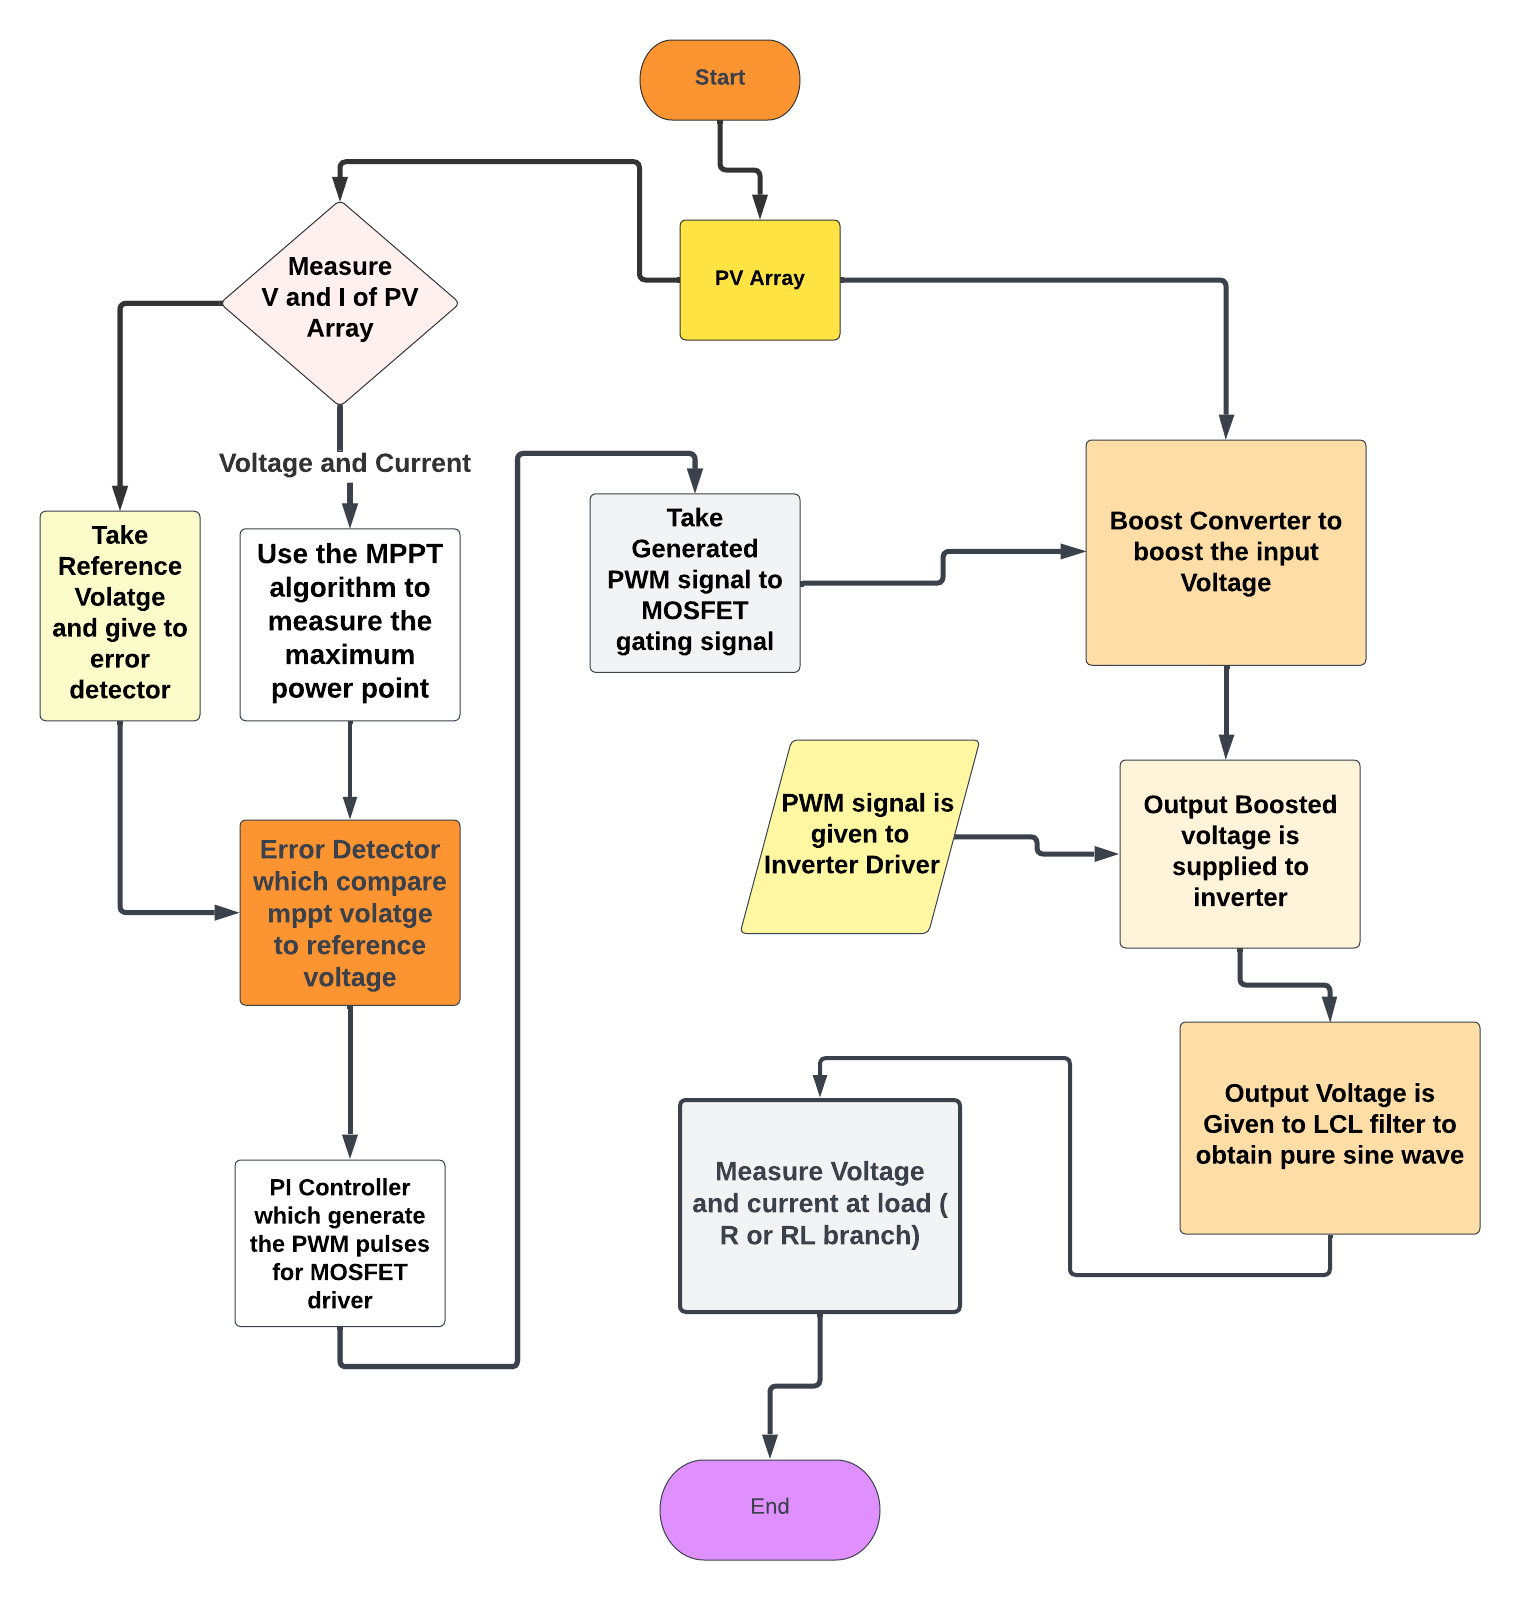 Start
PV Array
Measure
V and I of PV
Array
Voltage and Current
Take
Reference
Volatge
and give to
error
detector
Use the MPPT
algorithm to
measure the
maximum
power point
Error Detector
which compare
mppt volatge
to reference
voltage
PI Controller
which generate
the PWM pulses
for MOSFET
driver
Take
Generated
PWM signal to
MOSFET
gating signal
Boost Converter to
boost the input
Voltage
PWM signal is
given to
Inverter Driver
Output Boosted
voltage is
supplied to
inverter
Output Voltage is
Given to LCL filter to
obtain pure sine wave
Measure Voltage
and current at load (
R or RL branch)
End